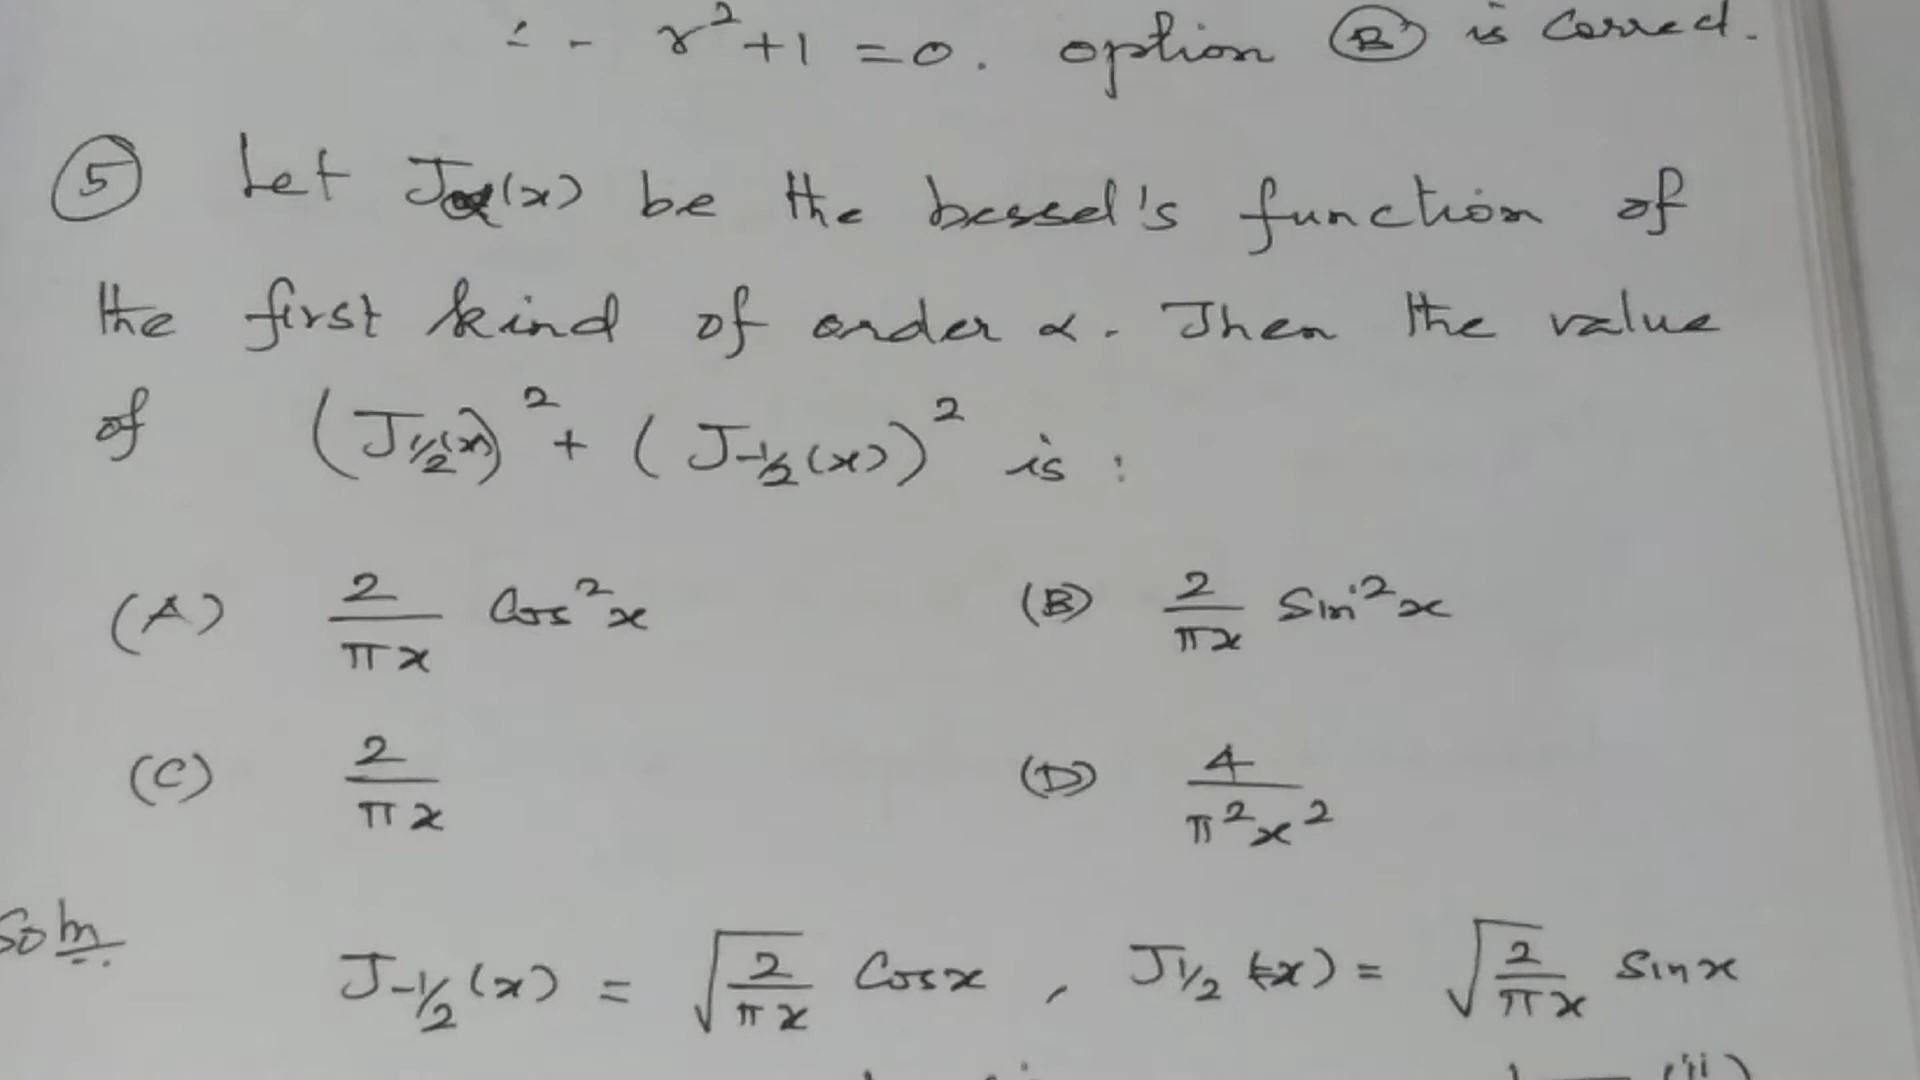 ∴ - r²+1 = 0. option (B) is correct.
(5) Let Jα(x) be the bessel's function of
the first kind of order α. Then the value
of (J1/2(x))² + (J-1/2(x))² is :
(A) 2/πx Cos²x (B) 2/πx Sin²x
(C) 2/πx (D) 4/π²x²
Soln
J-1/2(x) = √(2/πx) Cosx , J1/2(x) = √(2/πx) Sinx
(ii)